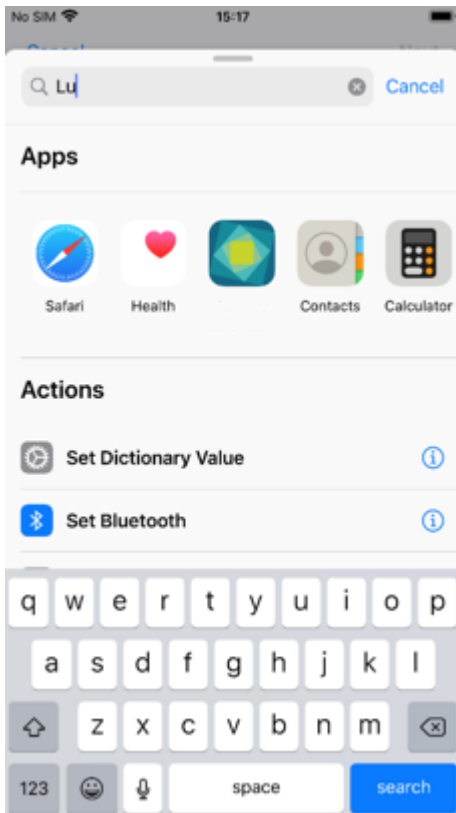 No SIM 15:17
Lu
Cancel
Apps
Safari Health Contacts Calculator
Actions
Set Dictionary Value
Set Bluetooth
q w e r t y u i o p
a s d f g h j k l
z x c v b n m
123 space search